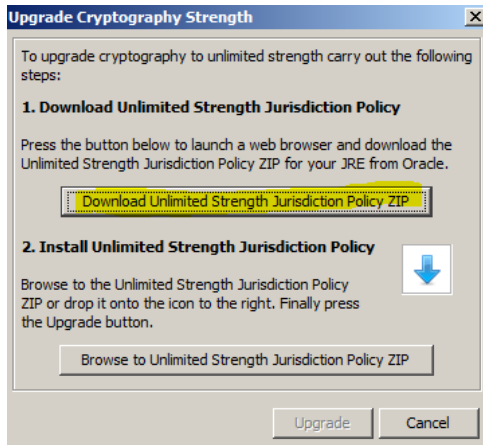 Upgrade Cryptography Strength
To upgrade cryptography to unlimited strength carry out the following
steps:
1. Download Unlimited Strength Jurisdiction Policy
Press the button below to launch a web browser and download the
Unlimited Strength Jurisdiction Policy ZIP for your JRE from Oracle.
Download Unlimited Strength Jurisdiction Policy ZIP
2. Install Unlimited Strength Jurisdiction Policy
Browse to the Unlimited Strength Jurisdiction Policy
ZIP or drop it onto the icon to the right. Finally press
the Upgrade button.
Browse to Unlimited Strength Jurisdiction Policy ZIP
Upgrade Cancel